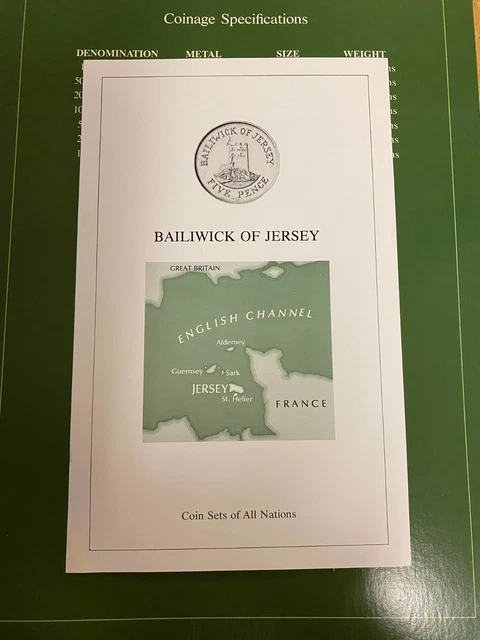 Coinage Specifications
DENOMINATION METAL SIZE WEIGHT
BAILIWICK OF JERSEY
FIVE PENCE
BAILIWICK OF JERSEY
GREAT BRITAIN
ENGLISH CHANNEL
Alderney
Guernsey
Sark
JERSEY
St. Helier
FRANCE
Coin Sets of All Nations